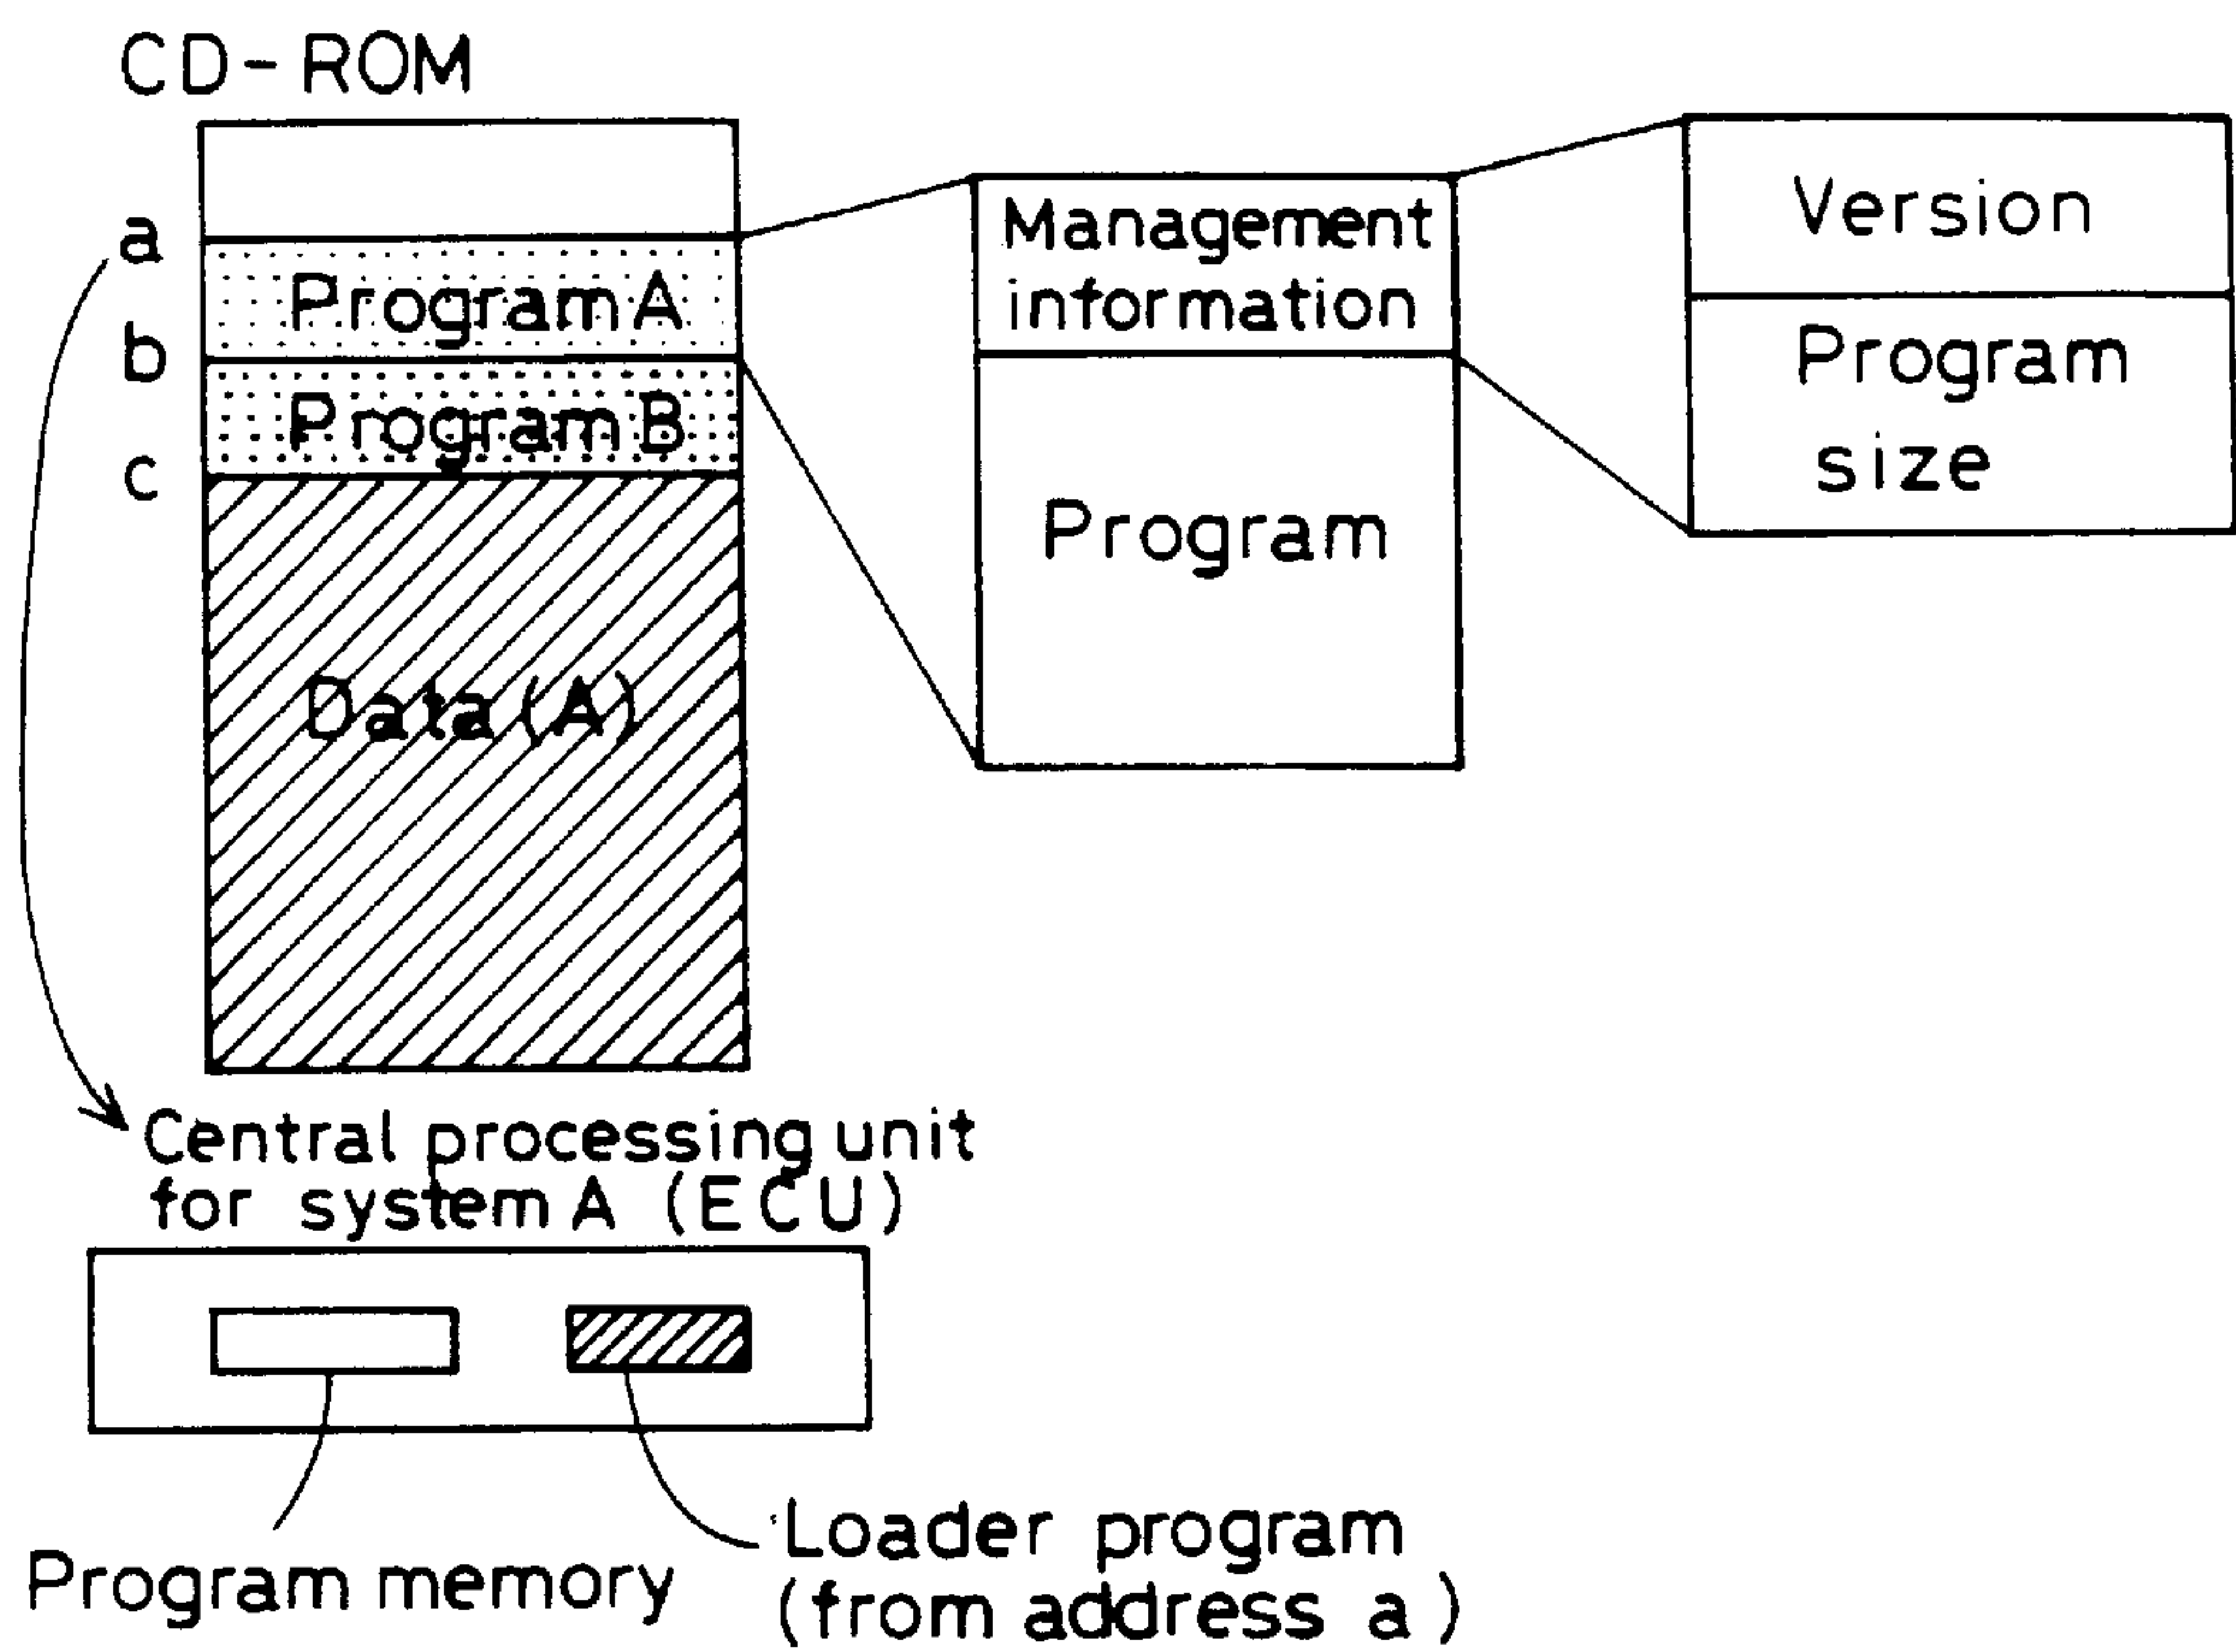 CD-ROM
a
Program A
b
Program B
c
Data (A)
Management
information
Program
Version
Program
size
Central processing unit
for system A (ECU)
Program memory
Loader program
(from address a)